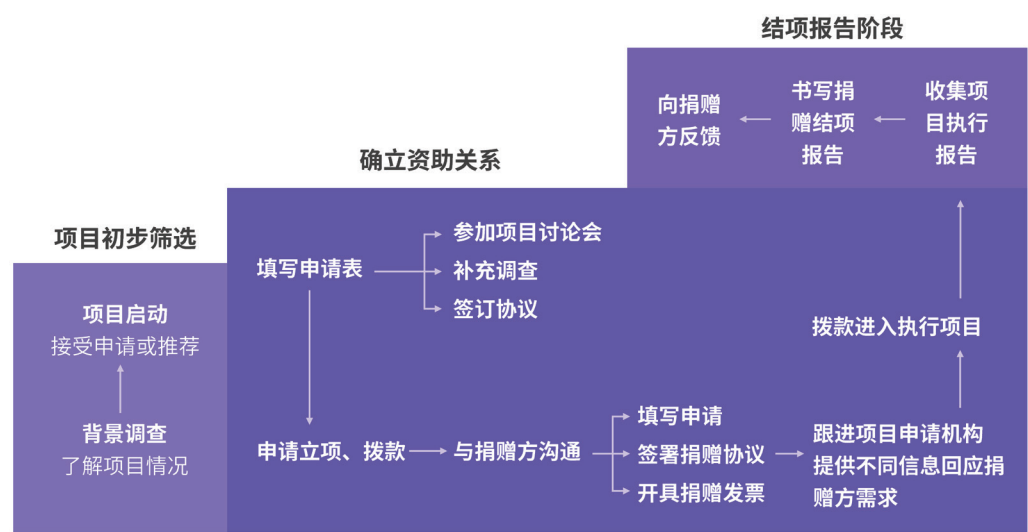 项目初步筛选
项目启动
接受申请或推荐
背景调查
了解项目情况
确立资助关系
填写申请表
参加项目讨论会
补充调查
签订协议
申请立项、拨款
与捐赠方沟通
填写申请
签署捐赠协议
开具捐赠发票
跟进项目申请机构
提供不同信息回应捐
赠方需求
拨款进入执行项目
结项报告阶段
收集项
目执行
报告
书写捐
赠结项
报告
向捐赠
方反馈